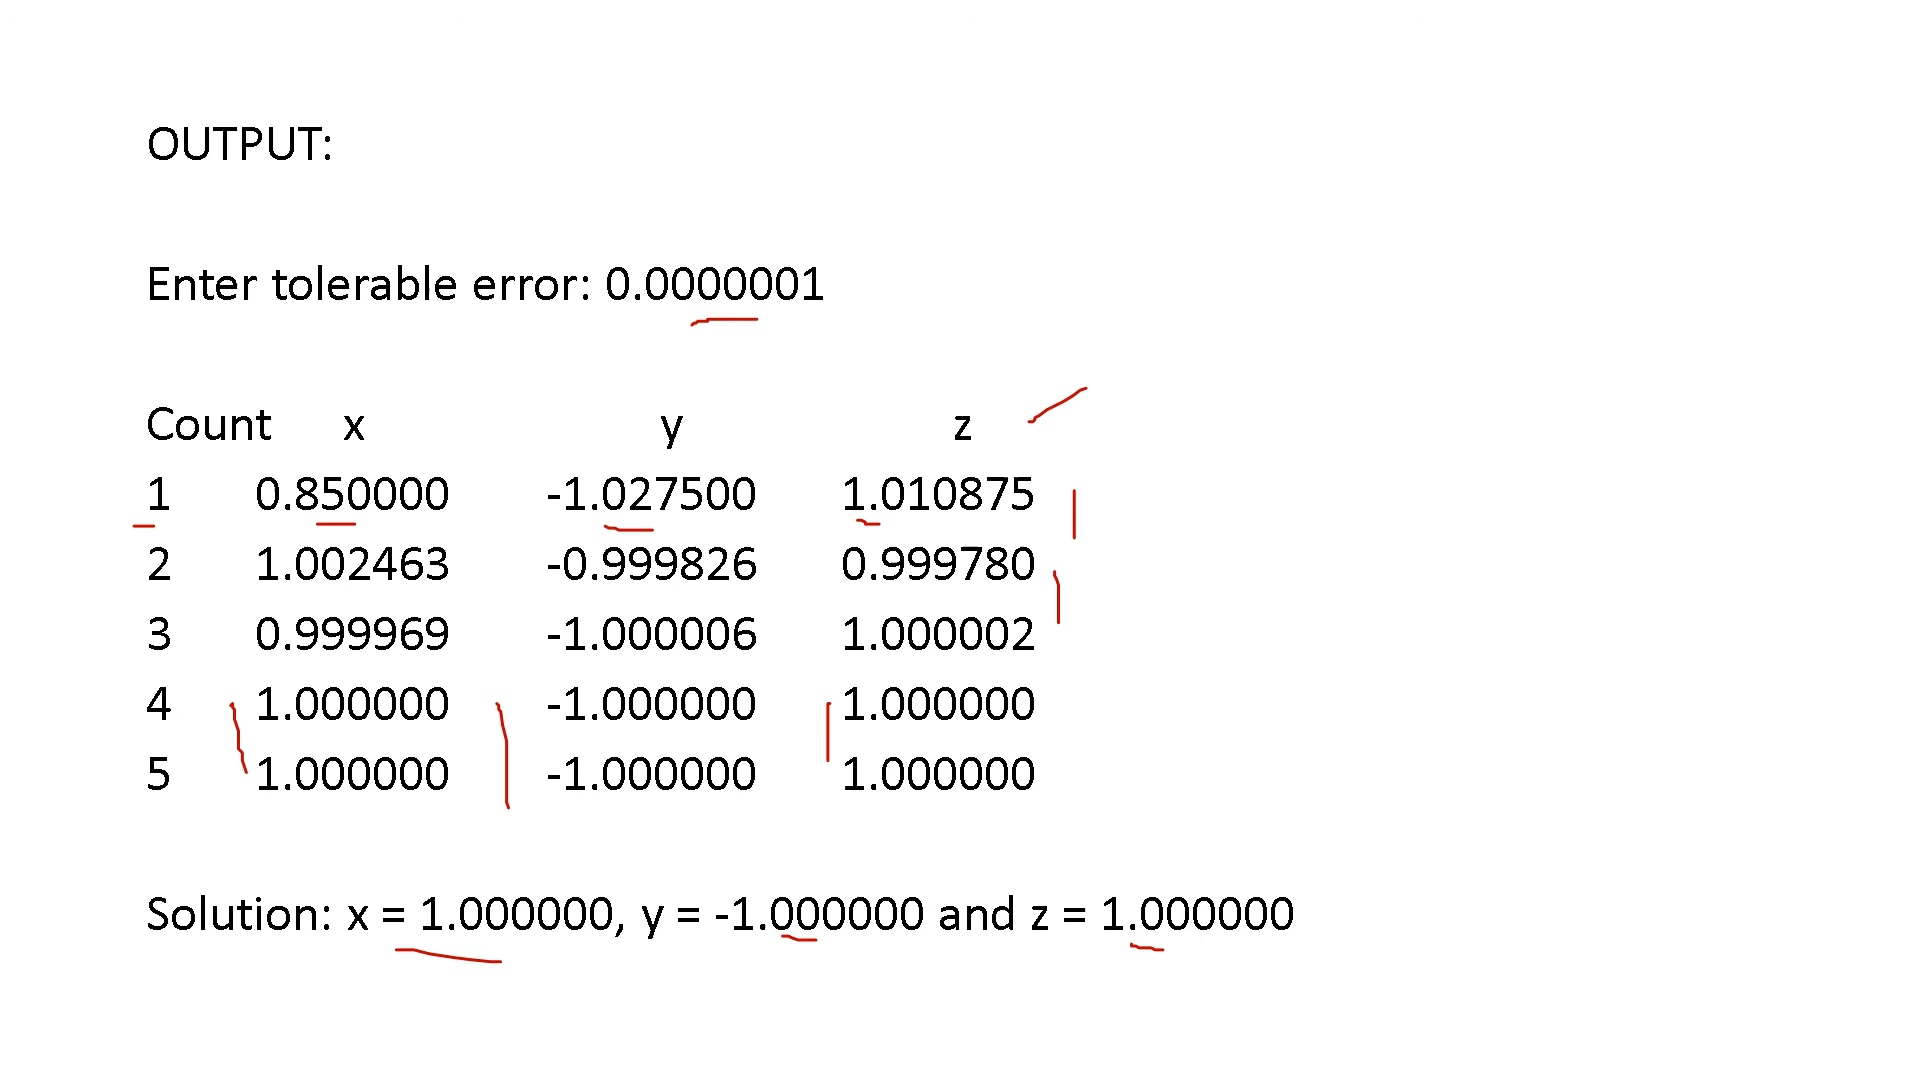 OUTPUT:
Enter tolerable error: 0.0000001
Count x y z
1 0.850000 -1.027500 1.010875
2 1.002463 -0.999826 0.999780
3 0.999969 -1.000006 1.000002
4 1.000000 -1.000000 1.000000
5 1.000000 -1.000000 1.000000
Solution: x = 1.000000, y = -1.000000 and z = 1.000000